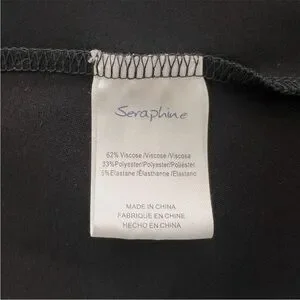 Seraphine
62% Viscose /Viscose /Viscosa
33%Polyester/Polyester/Poliéster
5%Elastane /Élasthanne /Elastano
MADE IN CHINA
FABRIQUE EN CHINE
HECHO EN CHINA